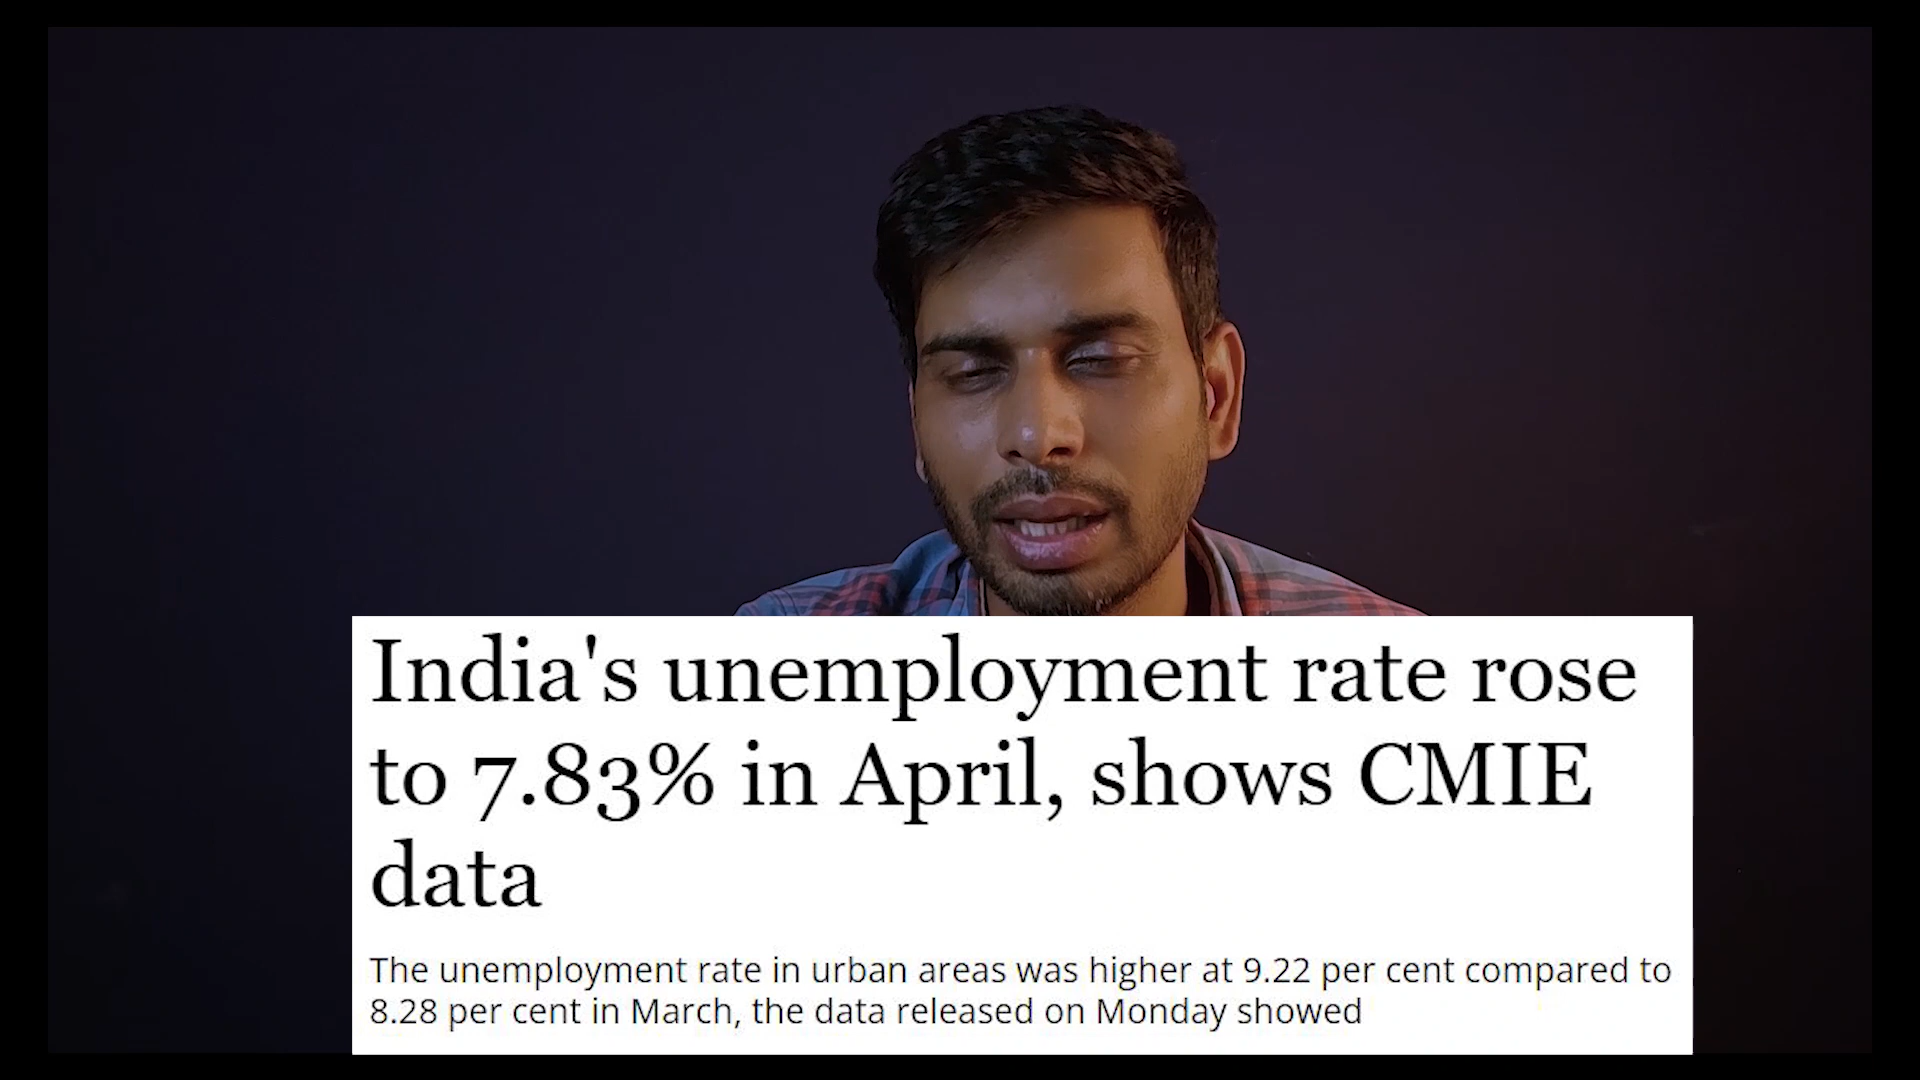 India's unemployment rate rose
to 7.83% in April, shows CMIE
data
The unemployment rate in urban areas was higher at 9.22 per cent compared to
8.28 per cent in March, the data released on Monday showed